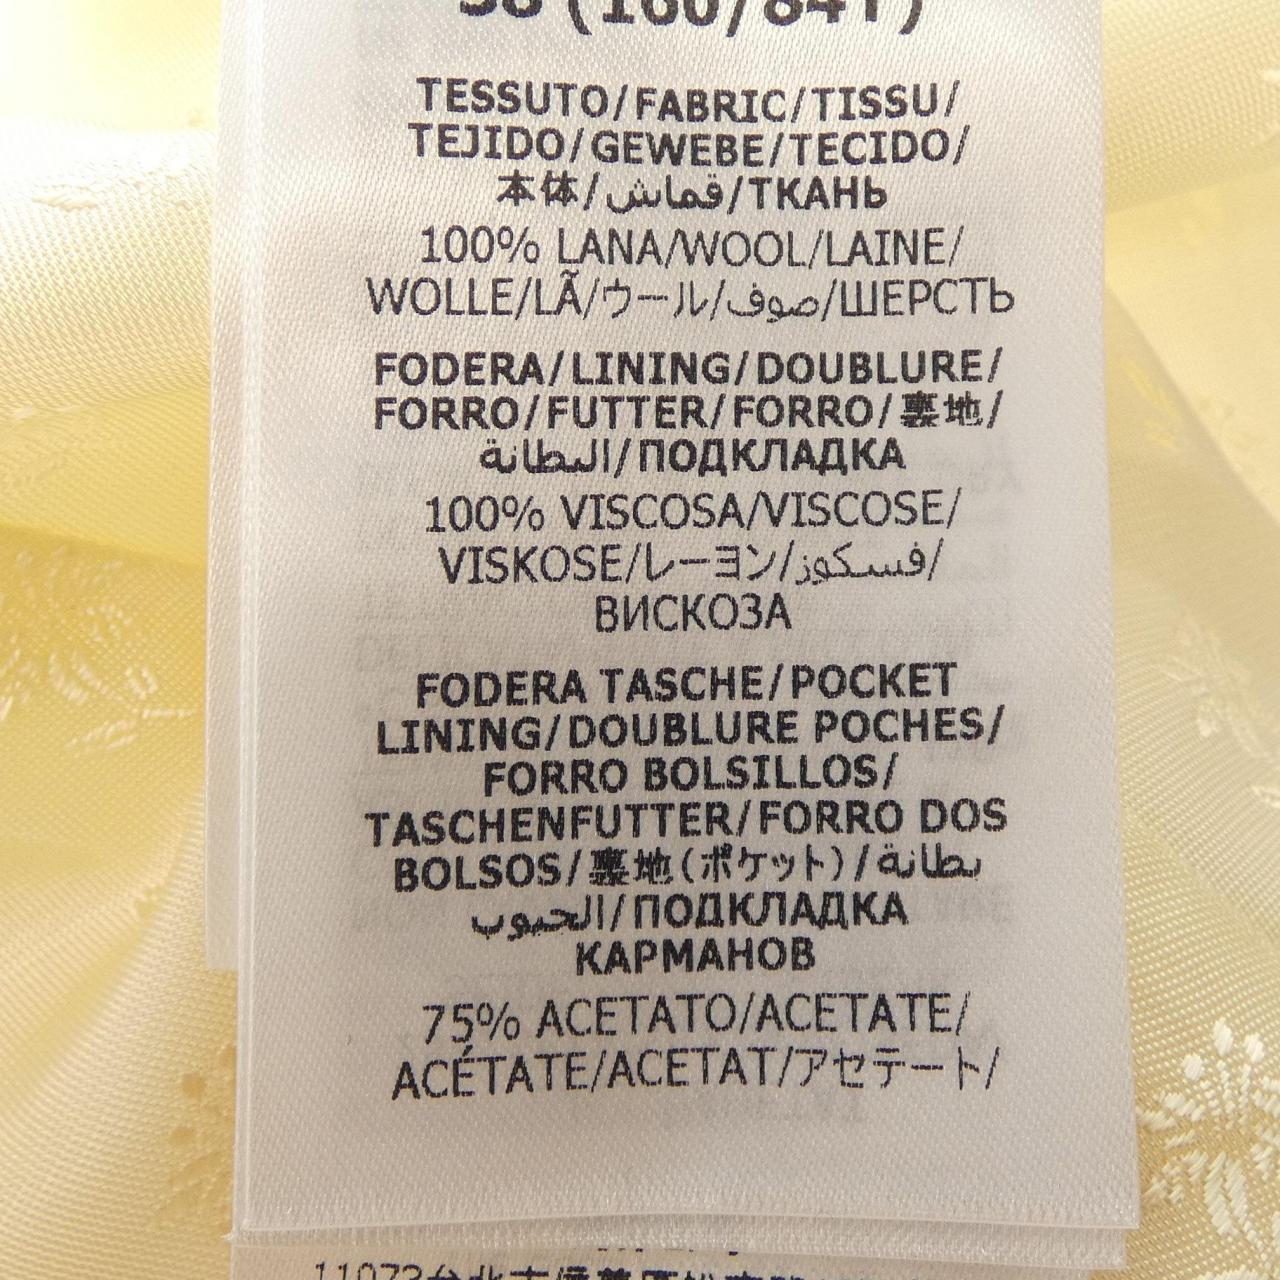 38 (160/84Y)
TESSUTO/FABRIC/TISSU/
TEJIDO/GEWEBE/TECIDO/
本体/قماش/ТКАНЬ
100% LANA/WOOL/LAINE/
WOLLE/LÃ/ウール/صوف/ШЕРСТЬ
FODERA/LINING/DOUBLURE/
FORRO/FUTTER/FORRO/裏地/
البطانة/ПОДКЛАДКА
100% VISCOSA/VISCOSE/
VISKOSE/レーヨン/فسكوز/
ВИСКОЗА
FODERA TASCHE/POCKET
LINING/DOUBLURE POCHES/
FORRO BOLSILLOS/
TASCHENFUTTER/FORRO DOS
BOLSOS/裏地(ポケット)/بطانة
الجيوب/ПОДКЛАДКА
КАРМАНОВ
75% ACETATO/ACETATE/
ACÉTATE/ACETAT/アセテート/